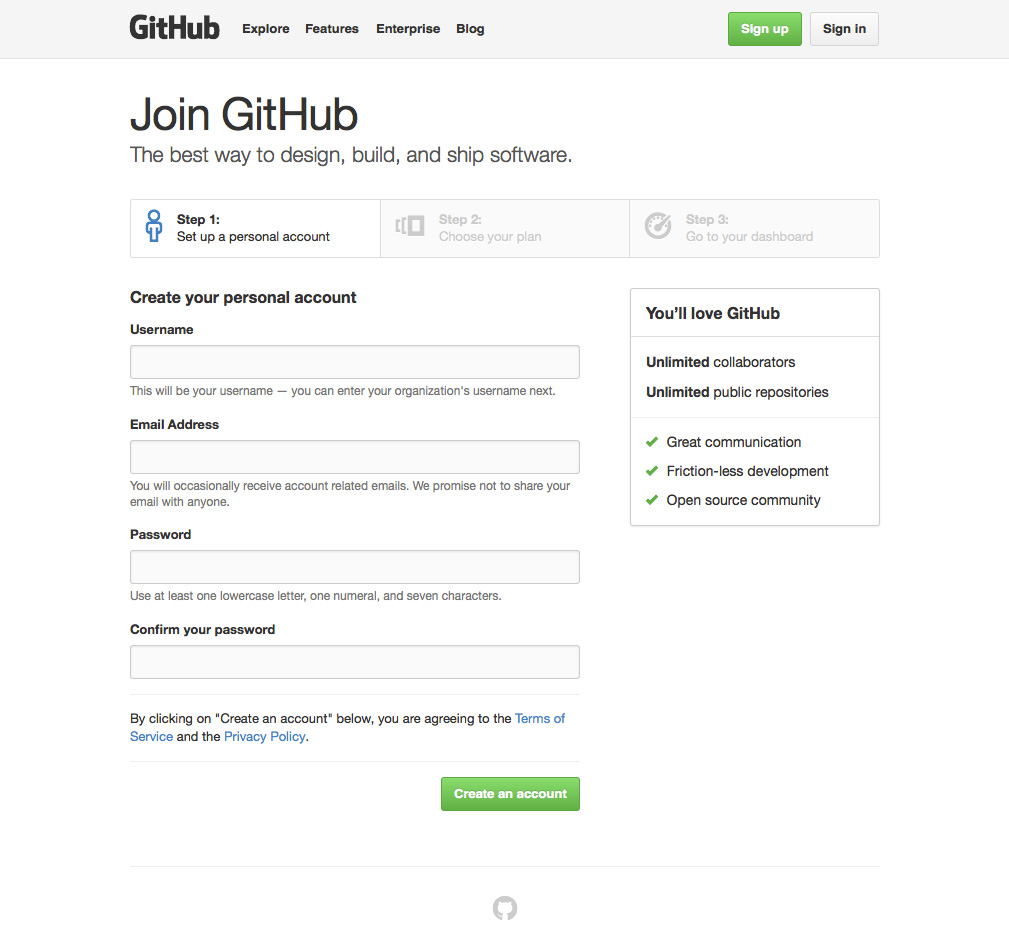 GitHub Explore Features Enterprise Blog Sign up Sign in
Join GitHub
The best way to design, build, and ship software.
Step 1:
Set up a personal account
Step 2:
Choose your plan
Step 3:
Go to your dashboard
Create your personal account
Username
This will be your username — you can enter your organization's username next.
Email Address
You will occasionally receive account related emails. We promise not to share your
email with anyone.
Password
Use at least one lowercase letter, one numeral, and seven characters.
Confirm your password
By clicking on "Create an account" below, you are agreeing to the Terms of
Service and the Privacy Policy.
Create an account
You’ll love GitHub
Unlimited collaborators
Unlimited public repositories
Great communication
Friction-less development
Open source community